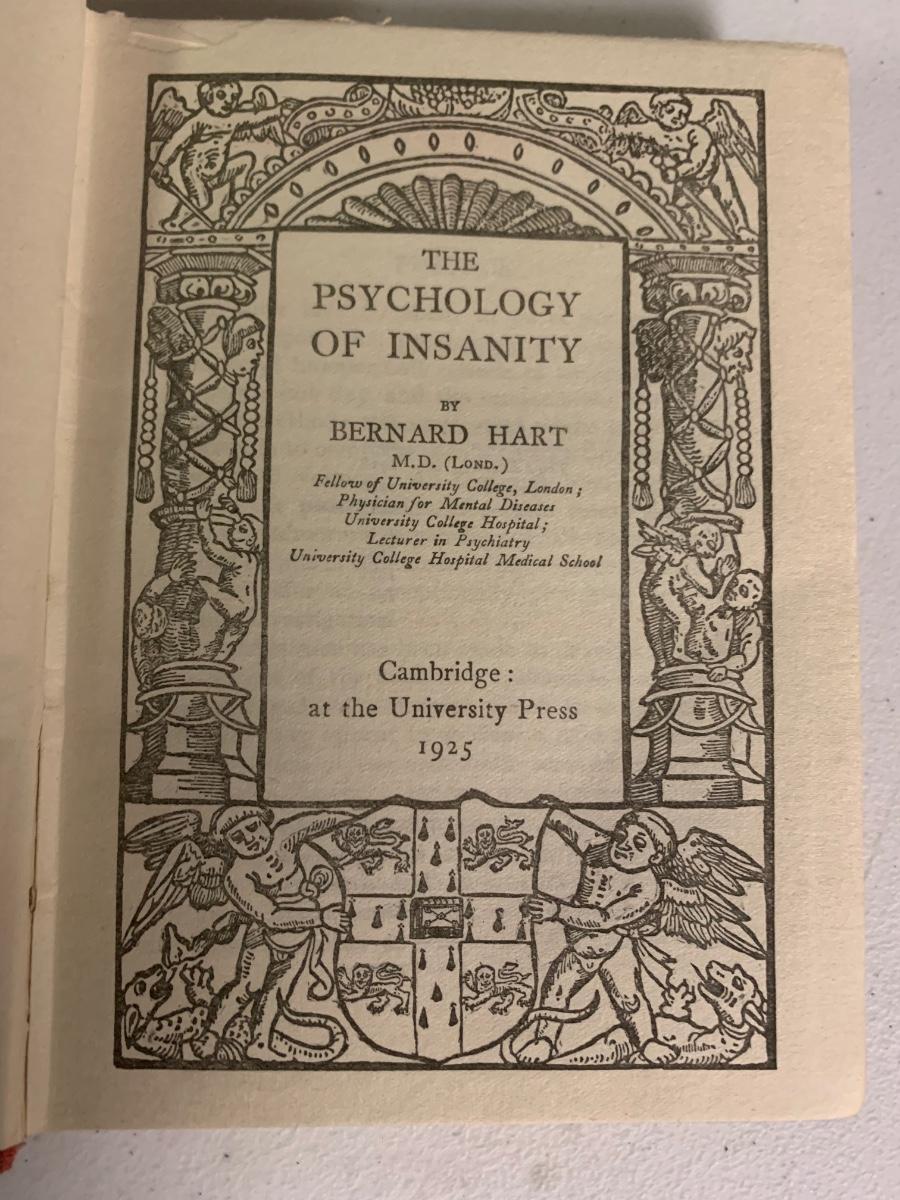 THE
PSYCHOLOGY
OF INSANITY
BY
BERNARD HART
M.D. (LOND.)
Fellow of University College, London;
Physician for Mental Diseases
University College Hospital;
Lecturer in Psychiatry
University College Hospital Medical School
Cambridge:
at the University Press
1925